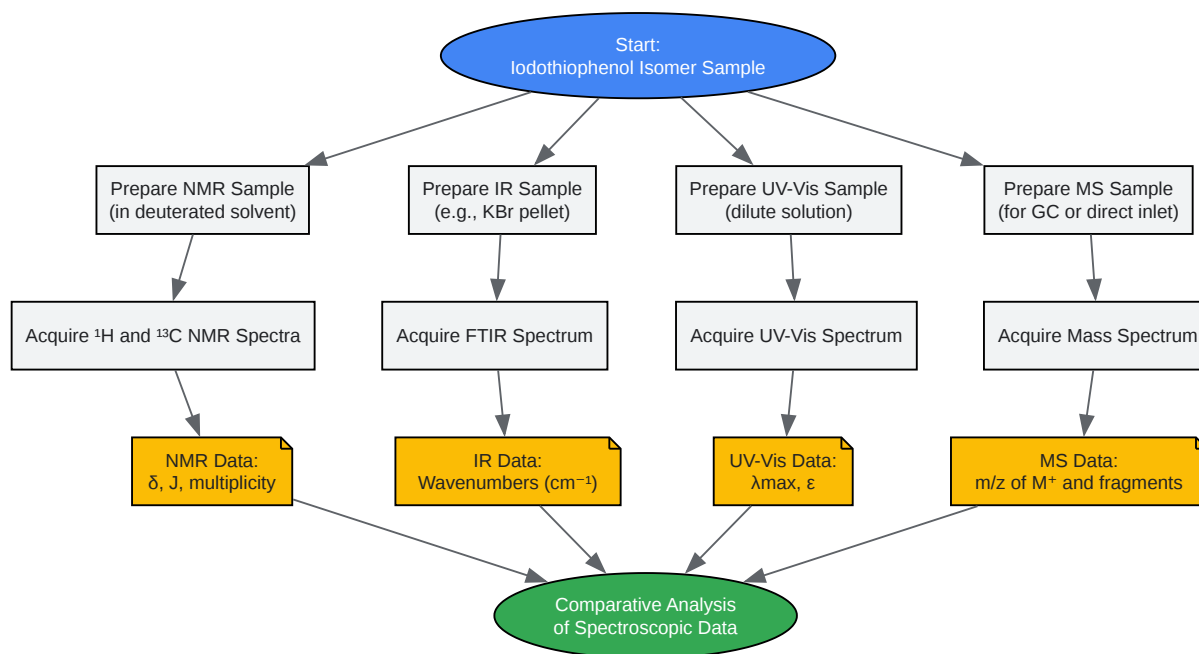 Start:
Iodothiophenol Isomer Sample
Prepare NMR Sample
(in deuterated solvent)
Prepare IR Sample
(e.g., KBr pellet)
Prepare UV-Vis Sample
(dilute solution)
Prepare MS Sample
(for GC or direct inlet)
Acquire ¹H and ¹³C NMR Spectra
Acquire FTIR Spectrum
Acquire UV-Vis Spectrum
Acquire Mass Spectrum
NMR Data:
δ, J, multiplicity
IR Data:
Wavenumbers (cm⁻¹)
UV-Vis Data:
λmax, ε
MS Data:
m/z of M⁺ and fragments
Comparative Analysis
of Spectroscopic Data